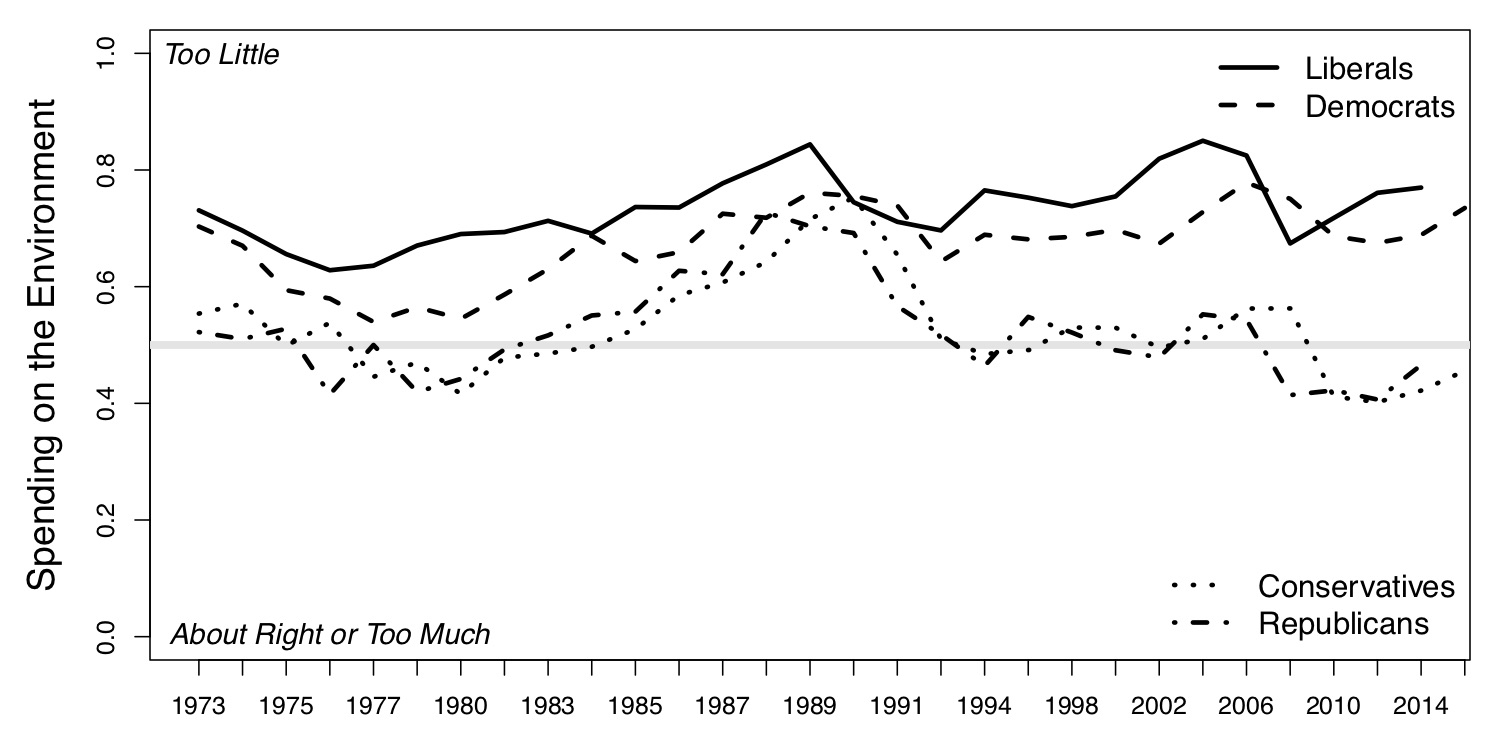 Too Little
Liberals
Democrats
Spending on the Environment
1.0
0.8
0.6
0.4
0.2
0.0
Conservatives
Republicans
About Right or Too Much
1973 1975 1977 1980 1983 1985 1987 1989 1991 1994 1998 2002 2006 2010 2014